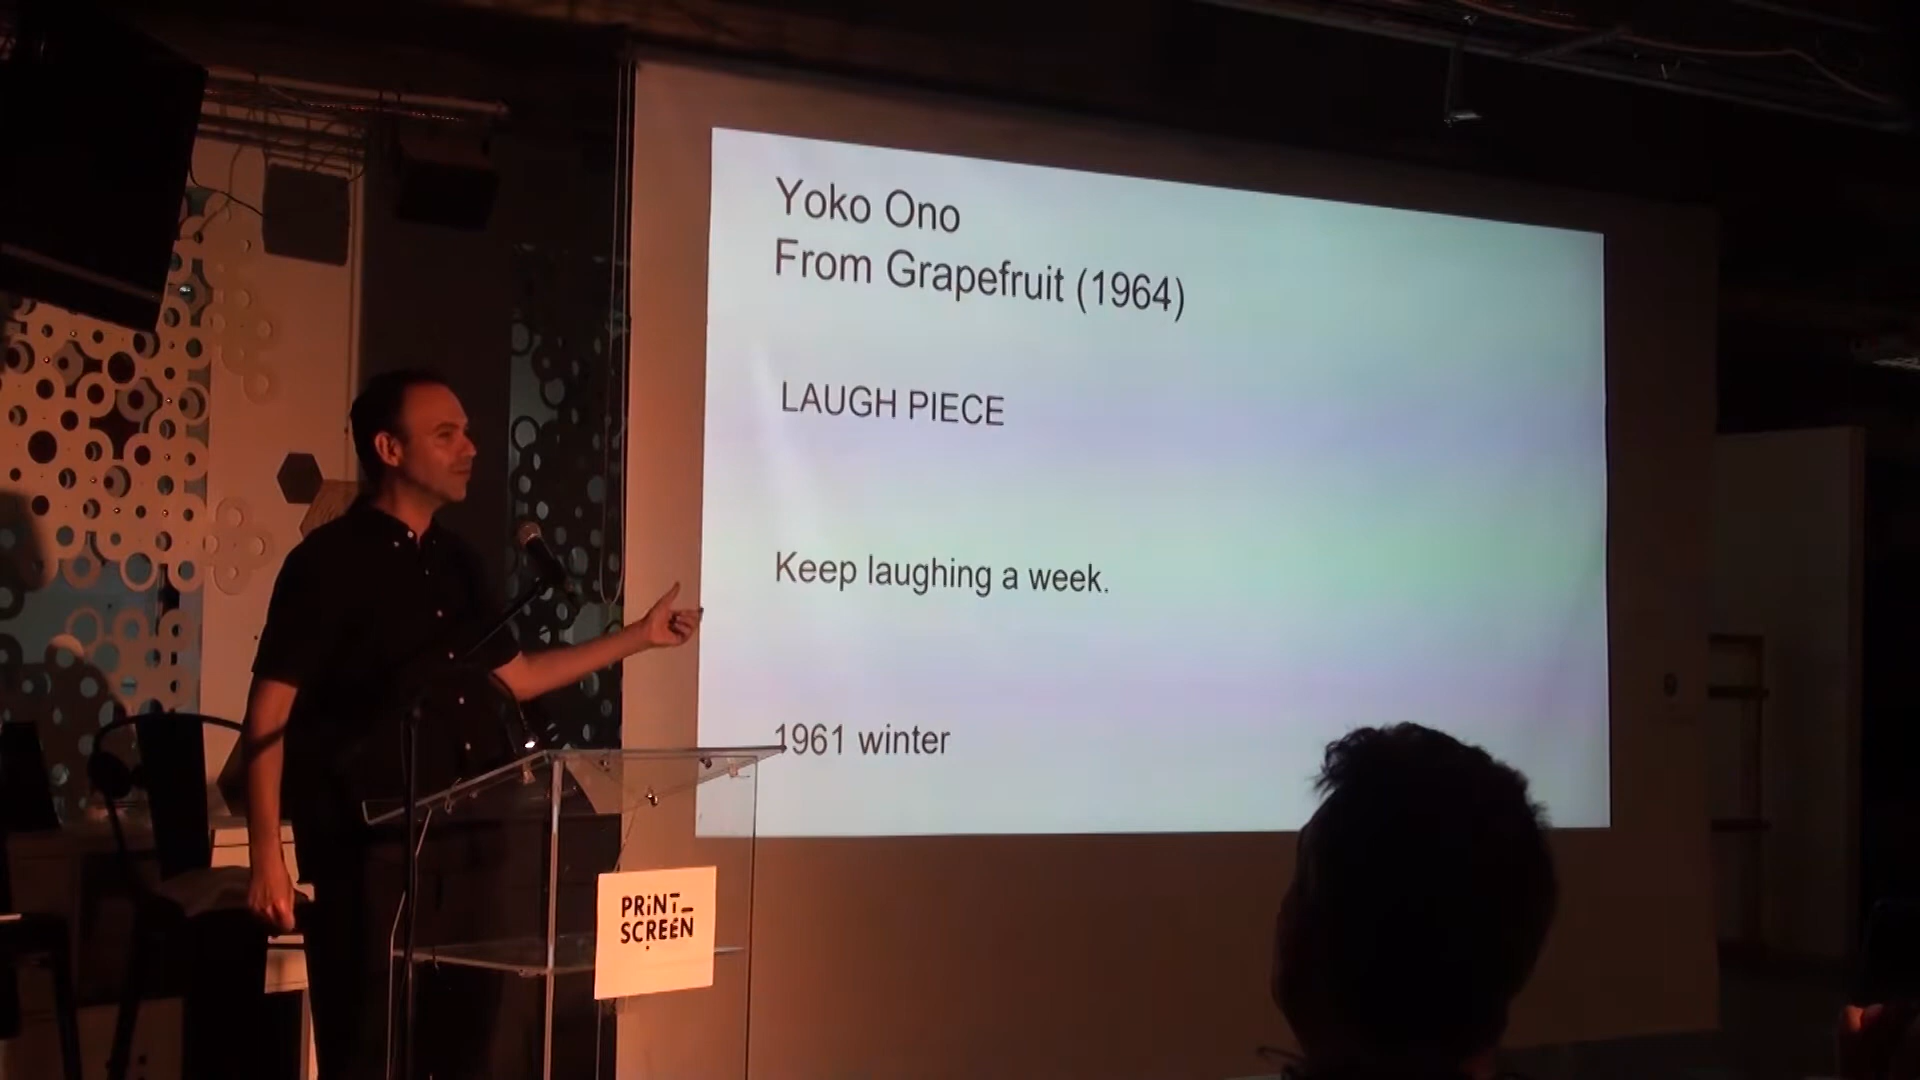 Yoko Ono
From Grapefruit (1964)
LAUGH PIECE
Keep laughing a week.
1961 winter
PRINT_
SCREEN